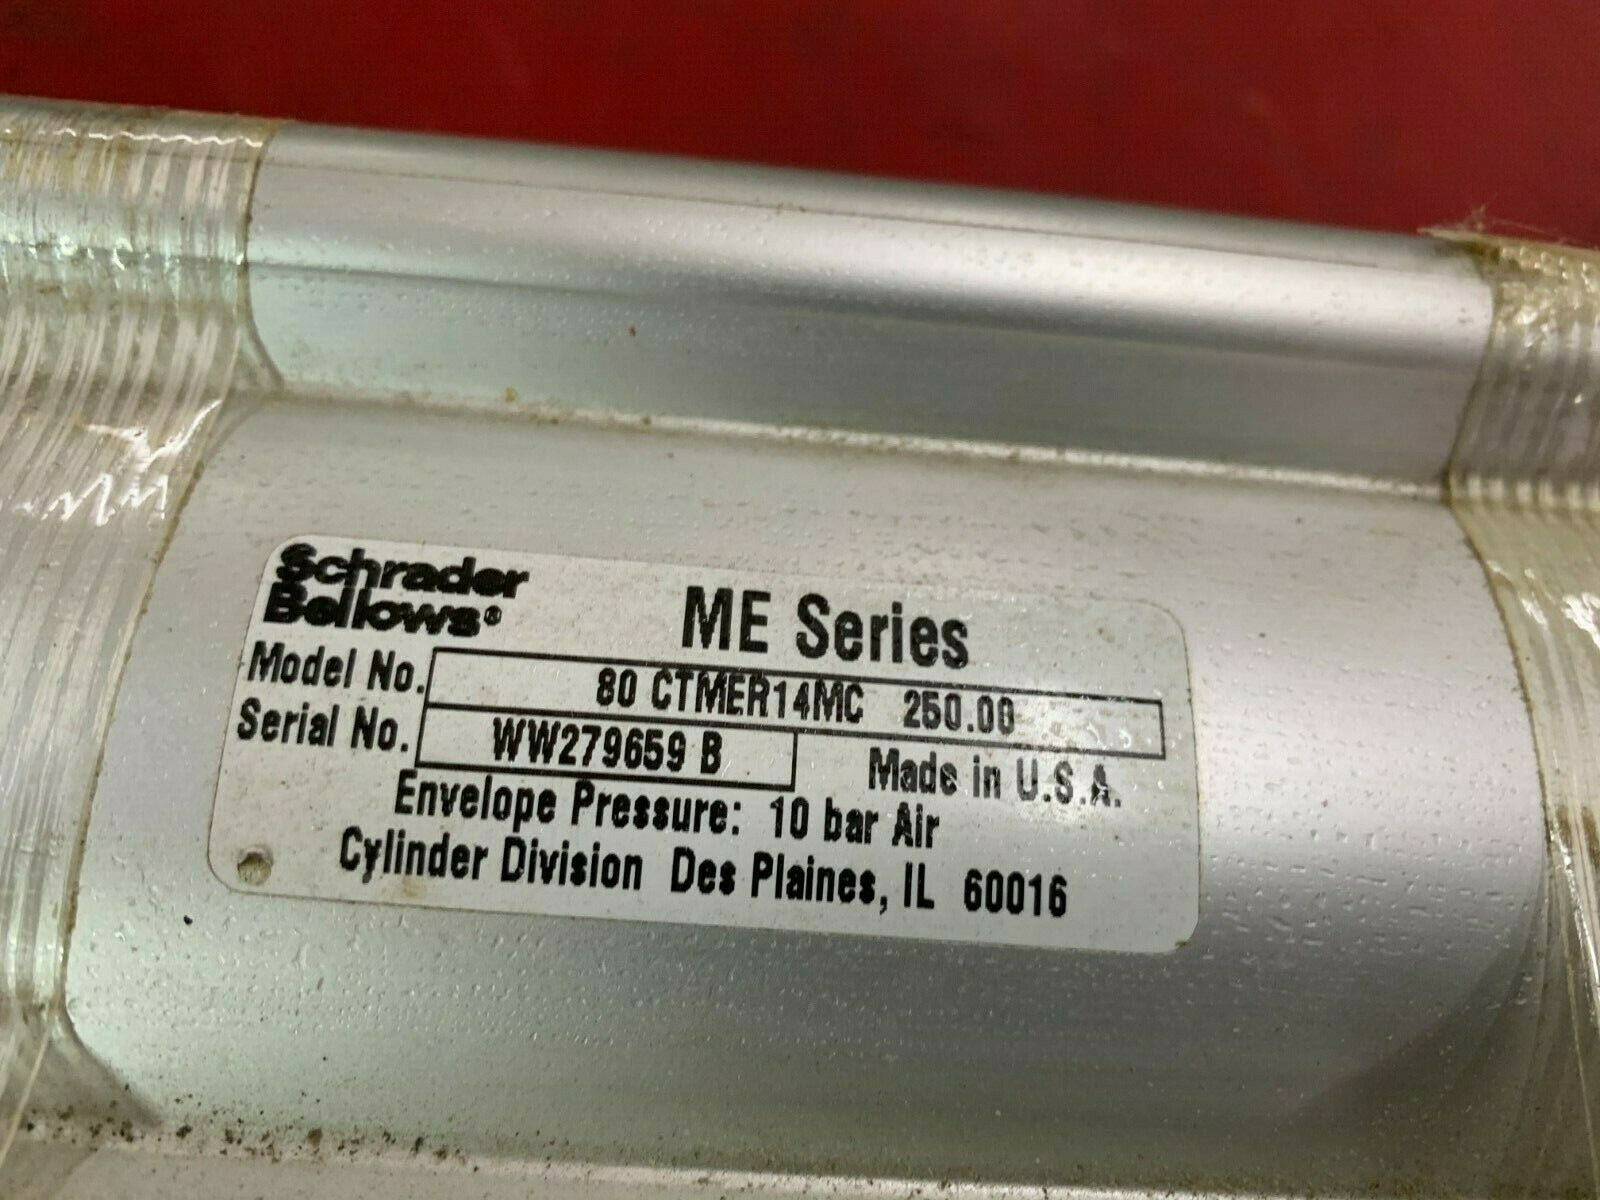 Schrader
Bellows®
ME Series
Model No. 80 CTMER14MC 250.00
Serial No. WW279659 B
Made in U.S.A.
Envelope Pressure: 10 bar Air
Cylinder Division Des Plaines, IL 60016